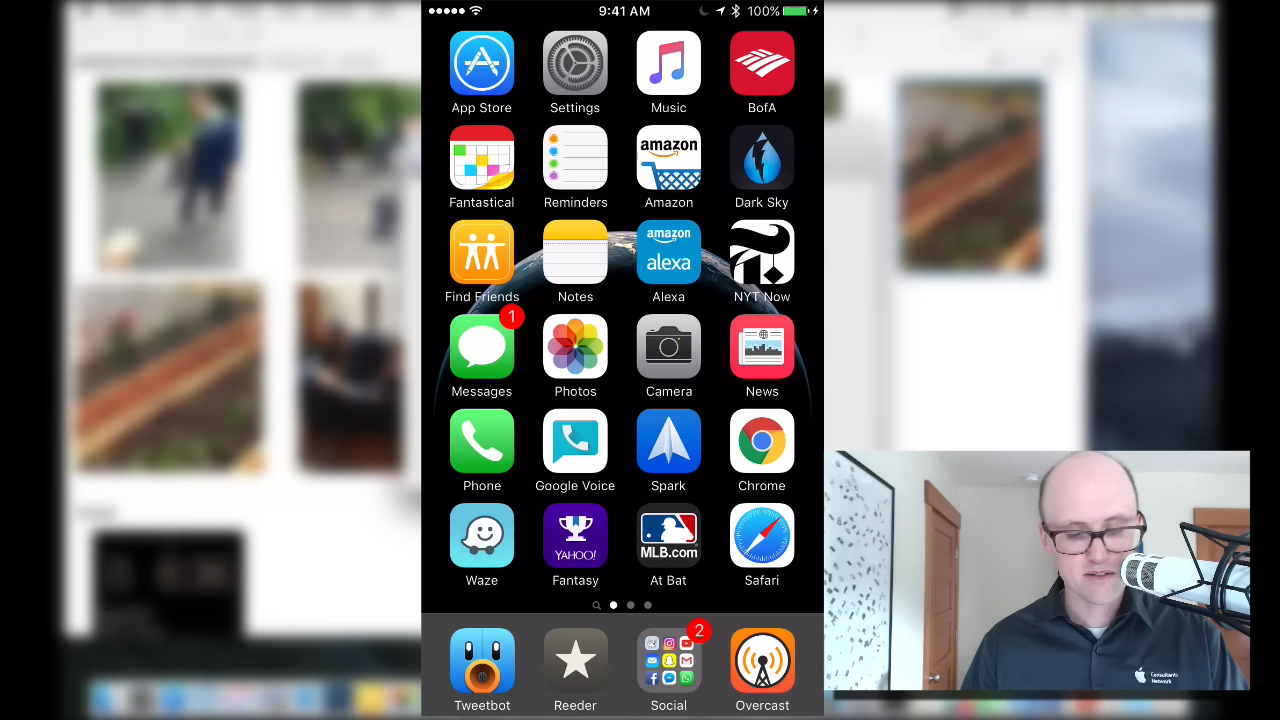 9:41 AM 100%
App Store Settings Music BofA
amazon
Fantastical Reminders Amazon Dark Sky
amazon
alexa
Find Friends Notes Alexa NYT Now
1
Messages Photos Camera News
Phone Google Voice Spark Chrome
YAHOO! MLB.com
Waze Fantasy At Bat Safari
2
Tweetbot Reeder Social Overcast
Consultants
Network